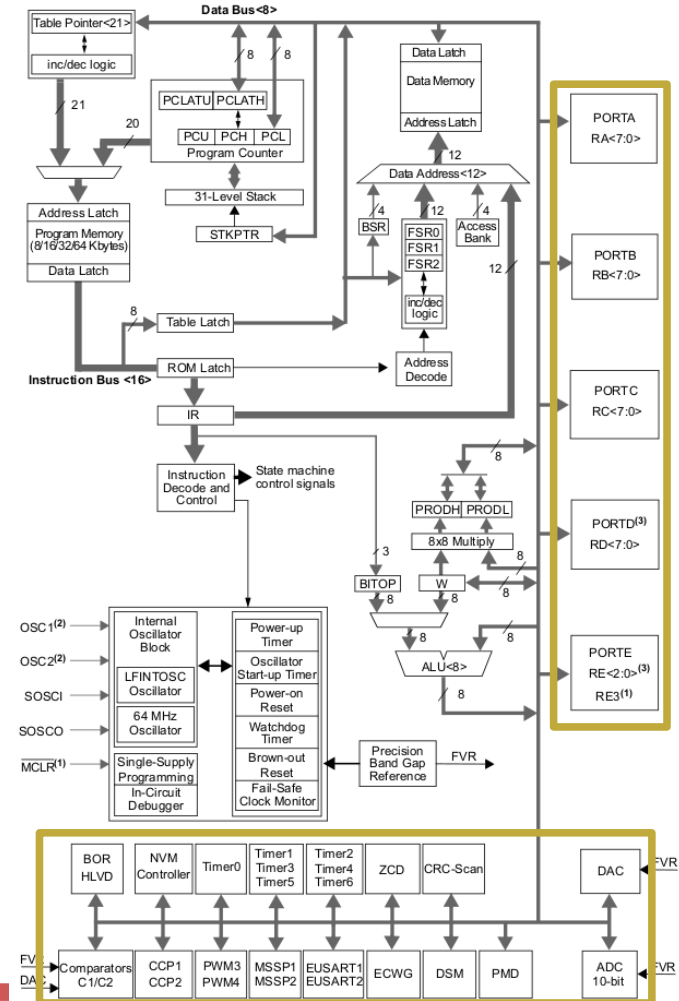 Data Bus<8>
Table Pointer<21>
inc/dec logic
21
20
8
8
PCLATU PCLATH
PCU PCH PCL
Program Counter
31-Level Stack
STKPTR
Data Latch
Data Memory
Address Latch
12
Data Address<12>
4
12
4
BSR
FSR0
FSR1
FSR2
inc/dec
logic
Access
Bank
12
Address
Decode
Address Latch
Program Memory
(8/16/32/64 Kbytes)
Data Latch
8
Table Latch
Instruction Bus <16>
ROM Latch
IR
Instruction
Decode and
Control
State machine
control signals
8
PRODH PRODL
8x8 Multiply
3
8
BITOP
W
8
8
8
8
8
ALU<8>
8
PORTA
RA<7:0>
PORTB
RB<7:0>
PORTC
RC<7:0>
PORTD(3)
RD<7:0>
PORTE
RE<2:0>(3)
RE3(1)
OSC1(2)
OSC2(2)
SOSCI
SOSCO
MCLR(1)
Internal
Oscillator
Block
LFINTOSC
Oscillator
64 MHz
Oscillator
Single-Supply
Programming
In-Circuit
Debugger
Power-up
Timer
Oscillator
Start-up Timer
Power-on
Reset
Watchdog
Timer
Brown-out
Reset
Fail-Safe
Clock Monitor
Precision
Band Gap
Reference
FVR
BOR
HLVD
NVM
Controller
Timer0
Timer1
Timer3
Timer5
Timer2
Timer4
Timer6
ZCD
CRC-Scan
DAC
FVR
FVR
DAC
Comparators
C1/C2
CCP1
CCP2
PWM3
PWM4
MSSP1
MSSP2
EUSART1
EUSART2
ECWG
DSM
PMD
ADC
10-bit
FVR